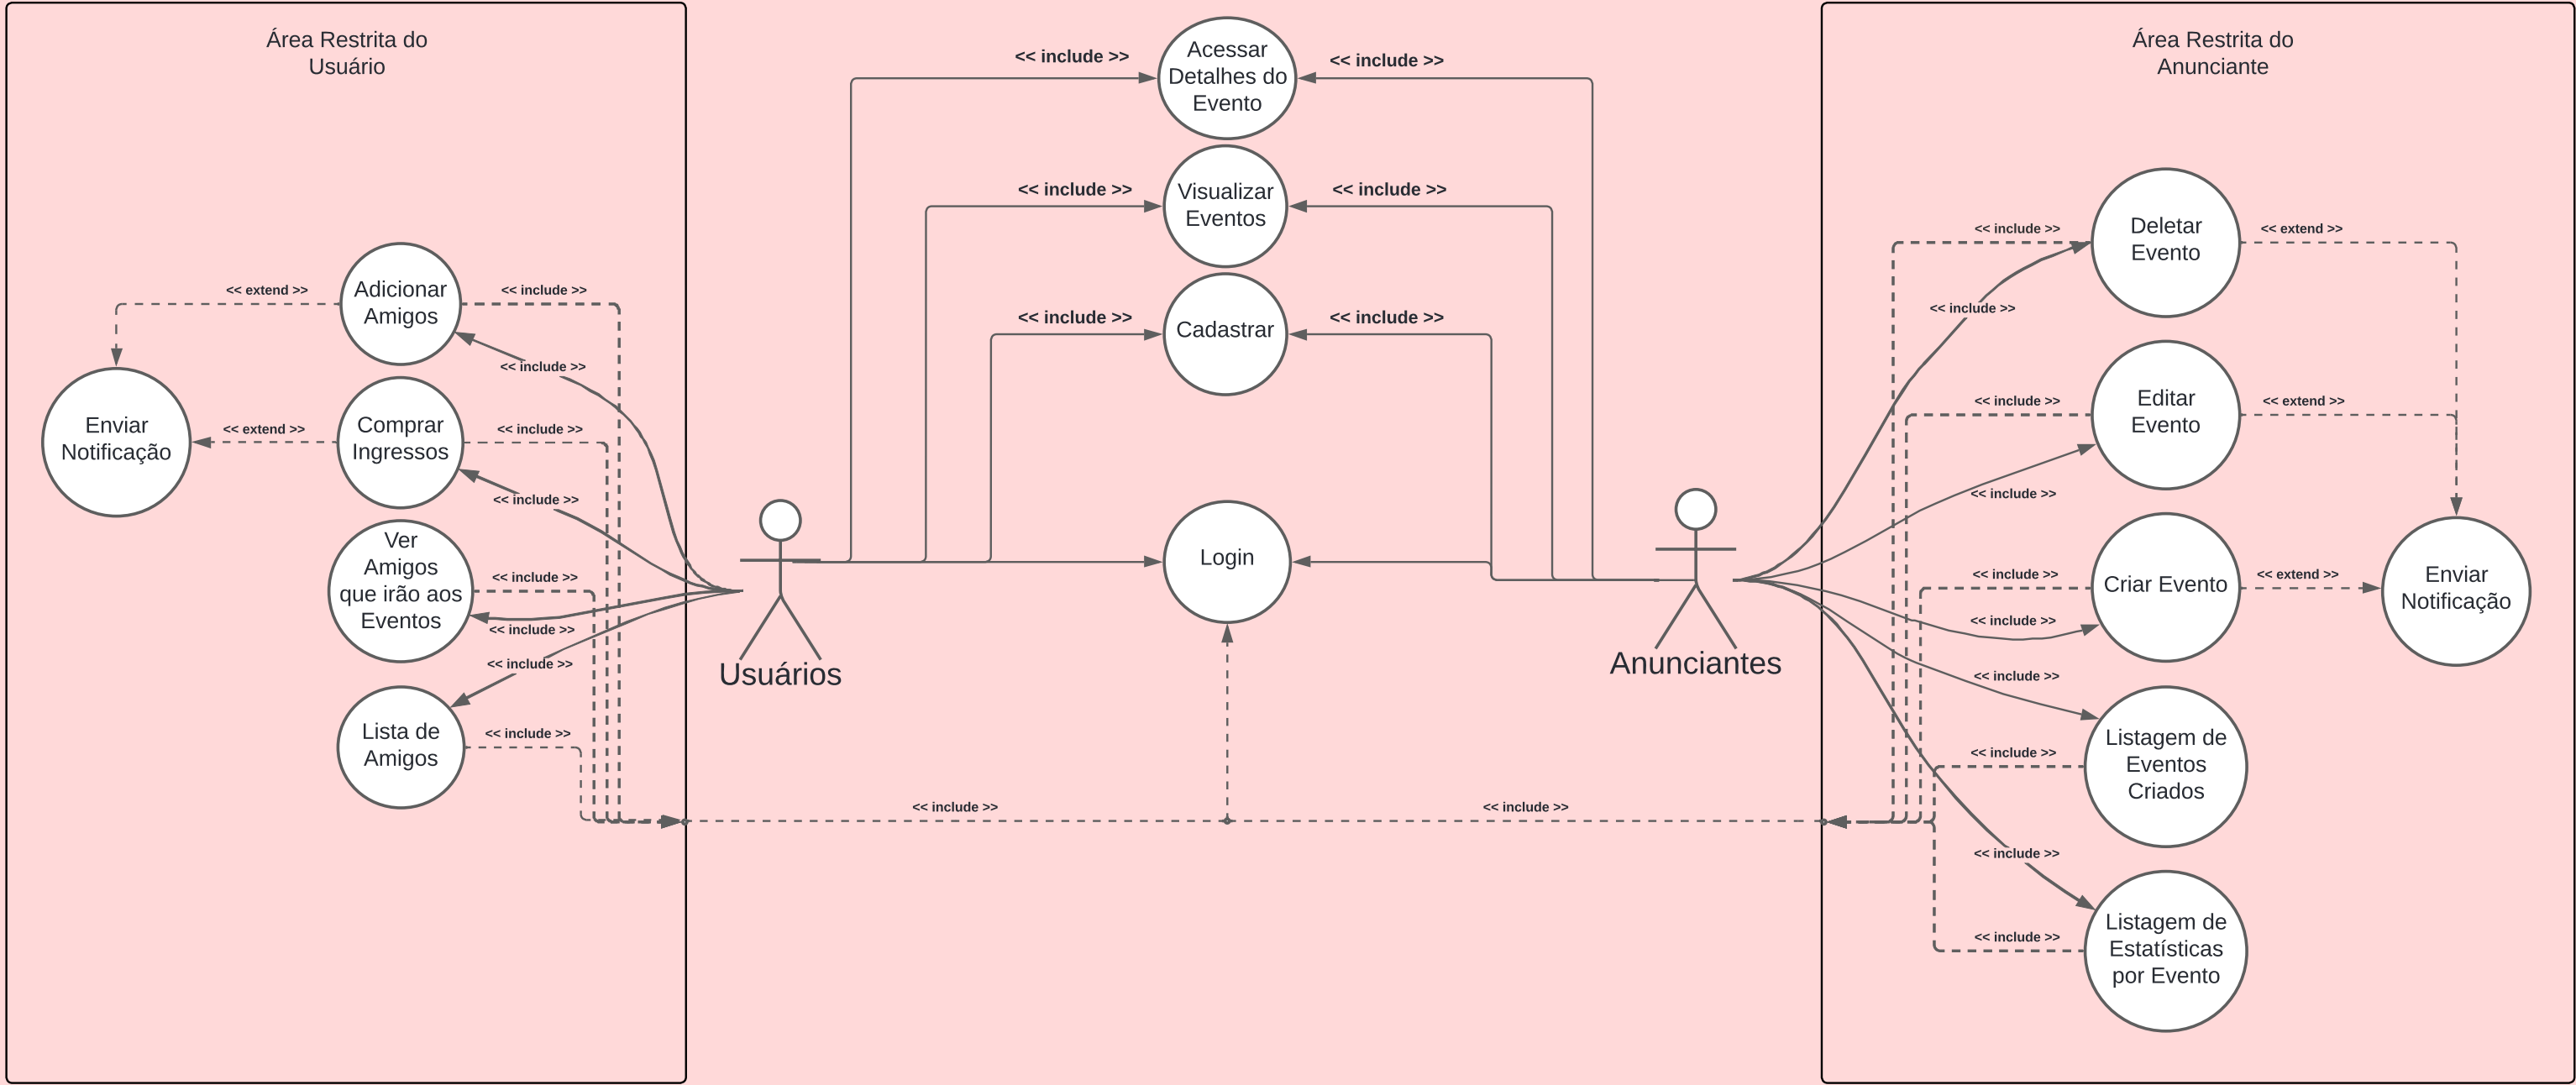 Área Restrita do
Usuário
<< extend >>
Adicionar
Amigos
<< include >>
<< include >>
Enviar
Notificação
<< extend >>
Comprar
Ingressos
<< include >>
<< include >>
Ver
Amigos
que irão aos
Eventos
<< include >>
<< include >>
<< include >>
Lista de
Amigos
<< include >>
Usuários
<< include >>
Acessar
Detalhes do
Evento
<< include >>
<< include >>
Visualizar
Eventos
<< include >>
<< include >>
Cadastrar
<< include >>
Login
<< include >>
<< include >>
Anunciantes
Área Restrita do
Anunciante
<< include >>
Deletar
Evento
<< extend >>
<< include >>
<< include >>
Editar
Evento
<< extend >>
<< include >>
<< include >>
Criar Evento
<< extend >>
Enviar
Notificação
<< include >>
<< include >>
Listagem de
Eventos
Criados
<< include >>
<< include >>
Listagem de
Estatísticas
por Evento
<< include >>